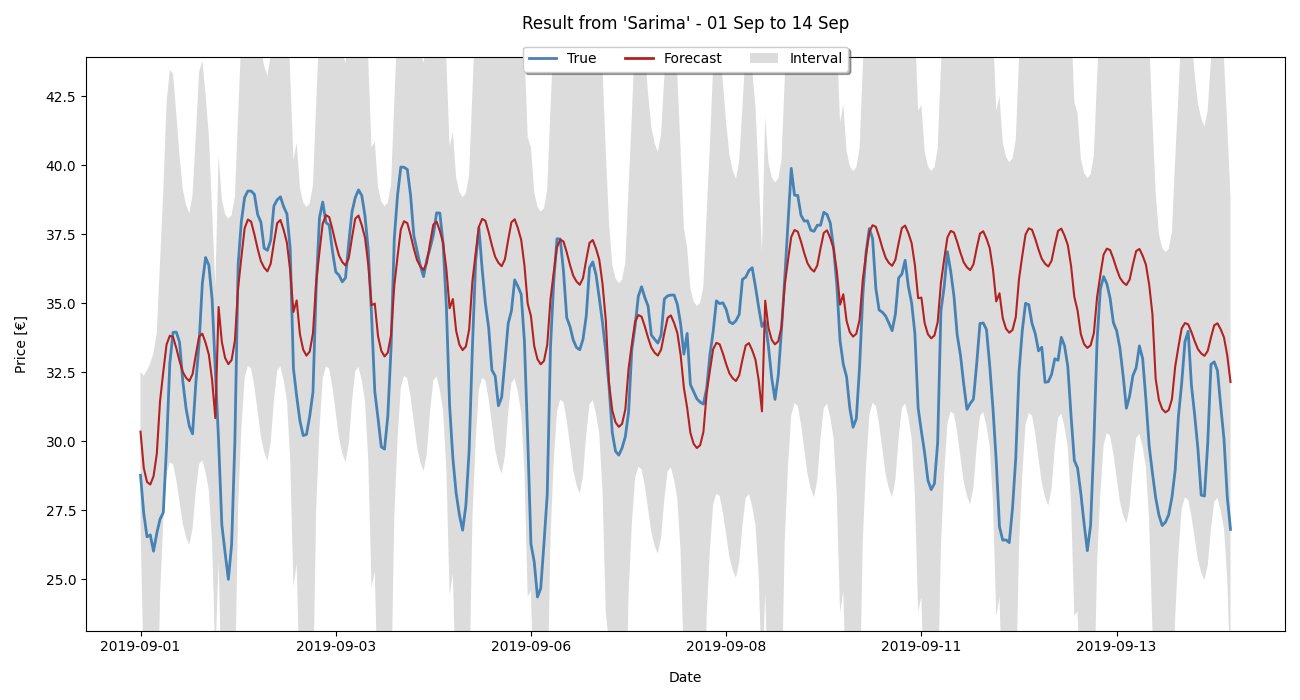 Result from 'Sarima' - 01 Sep to 14 Sep
True
Forecast
Interval
Price [€]
42.5
40.0
37.5
35.0
32.5
30.0
27.5
25.0
2019-09-01
2019-09-03
2019-09-06
2019-09-08
2019-09-11
2019-09-13
Date